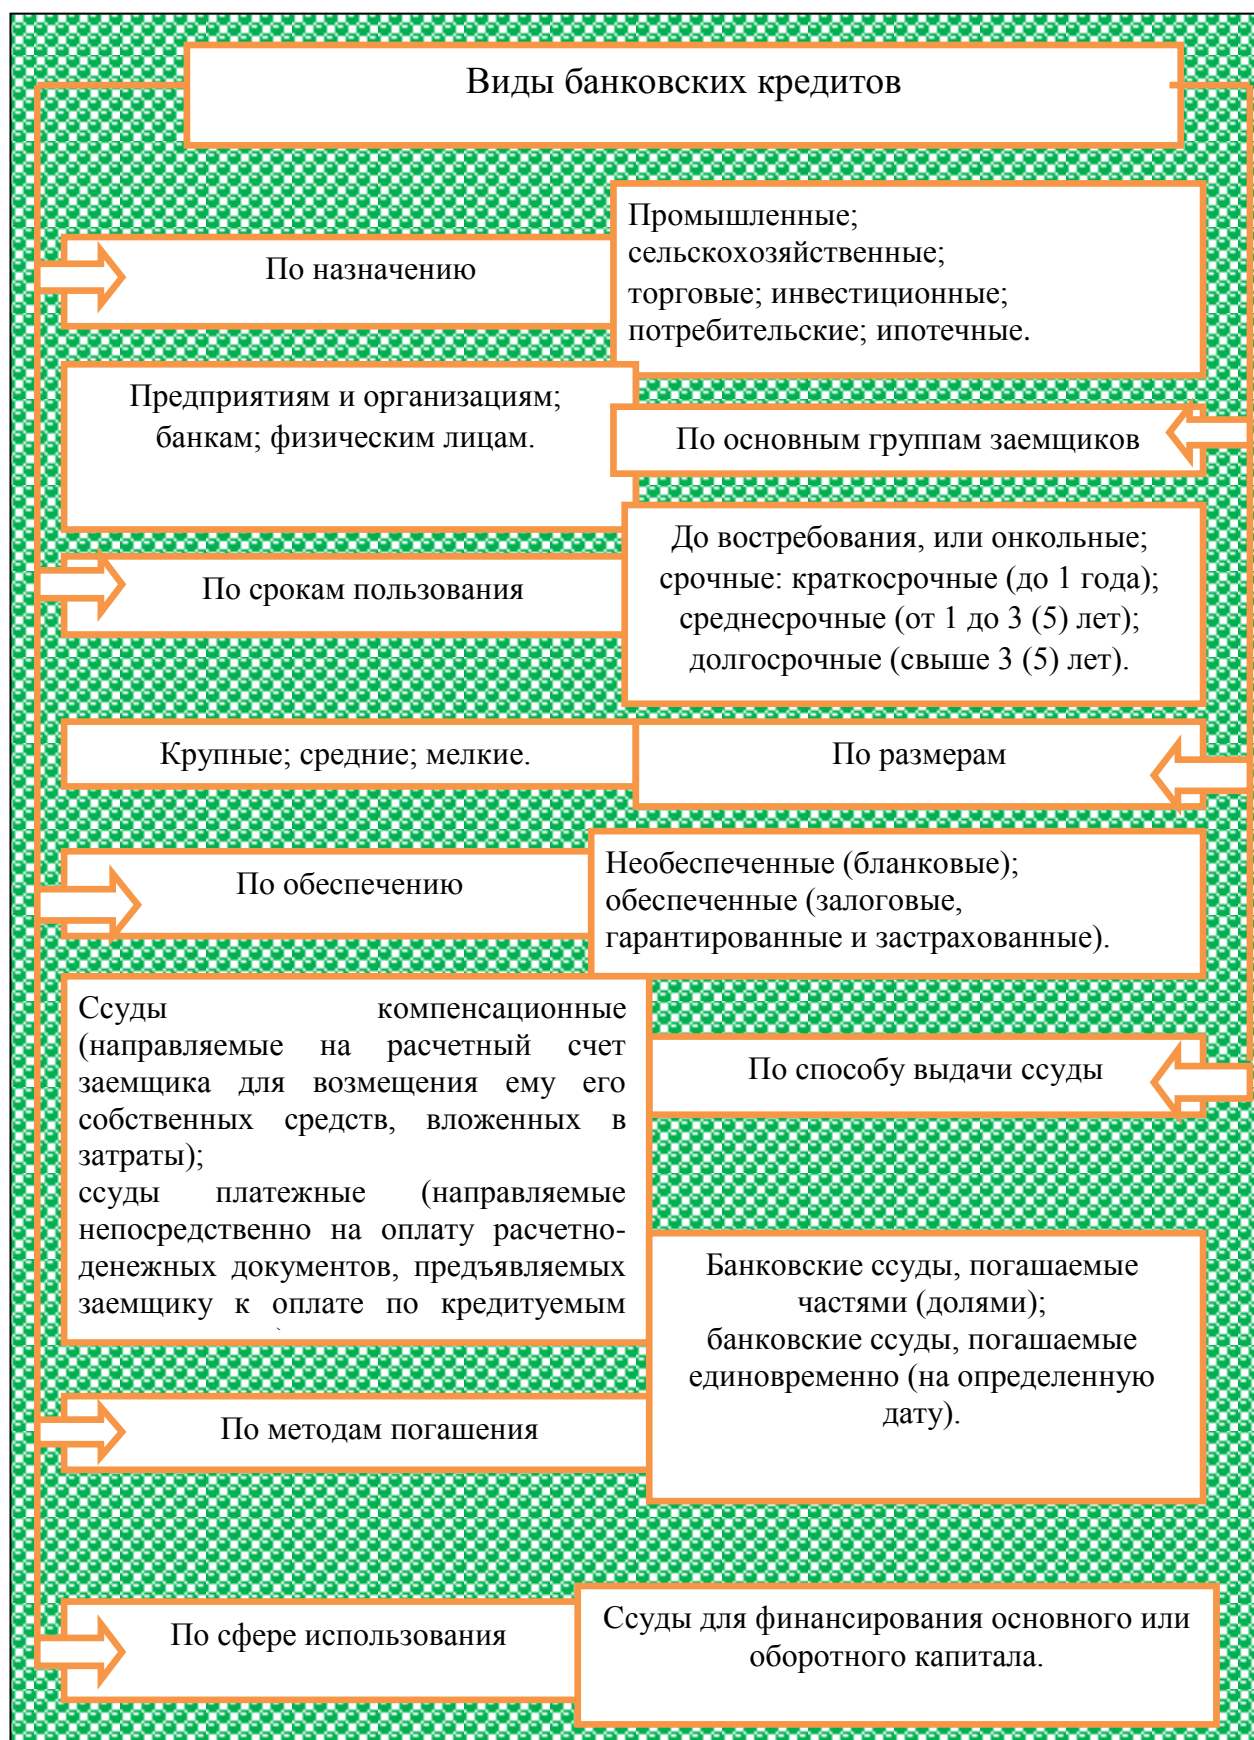 Виды банковских кредитов
По назначению
Промышленные;
сельскохозяйственные;
торговые; инвестиционные;
потребительские; ипотечные.
Предприятиям и организациям;
банкам; физическим лицам.
По основным группам заемщиков
По срокам пользования
До востребования, или онкольные;
срочные: краткосрочные (до 1 года);
среднесрочные (от 1 до 3 (5) лет);
долгосрочные (свыше 3 (5) лет).
Крупные; средние; мелкие.
По размерам
По обеспечению
Необеспеченные (бланковые);
обеспеченные (залоговые,
гарантированные и застрахованные).
Ссуды компенсационные
(направляемые на расчетный счет
заемщика для возмещения ему его
собственных средств, вложенных в
затраты);
ссуды платежные (направляемые
непосредственно на оплату расчетно-
денежных документов, предъявляемых
заемщику к оплате по кредитуемым
По способу выдачи ссуды
По методам погашения
Банковские ссуды, погашаемые
частями (долями);
банковские ссуды, погашаемые
единовременно (на определенную
дату).
По сфере использования
Ссуды для финансирования основного или
оборотного капитала.